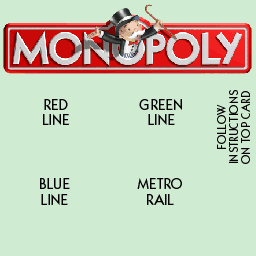 MONOPOLY
RED
LINE
GREEN
LINE
FOLLOW
INSTRUCTIONS
ON TOP CARD
BLUE
LINE
METRO
RAIL